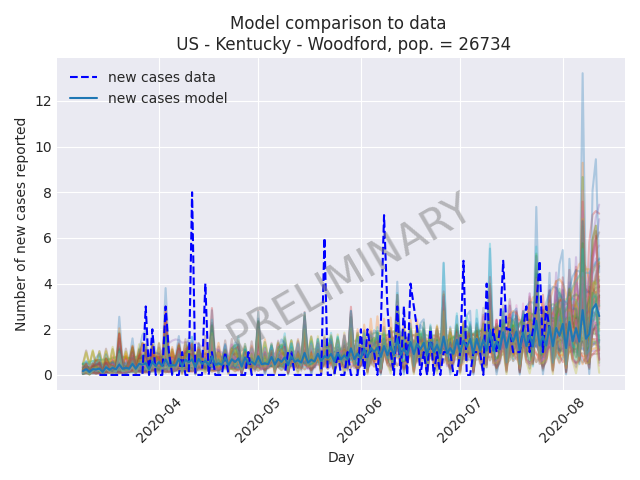 Model comparison to data
US - Kentucky - Woodford, pop. = 26734
new cases data
new cases model
PRELIMINARY
Number of new cases reported
12
10
8
6
4
2
0
2020-04
2020-05
2020-06
2020-07
2020-08
Day